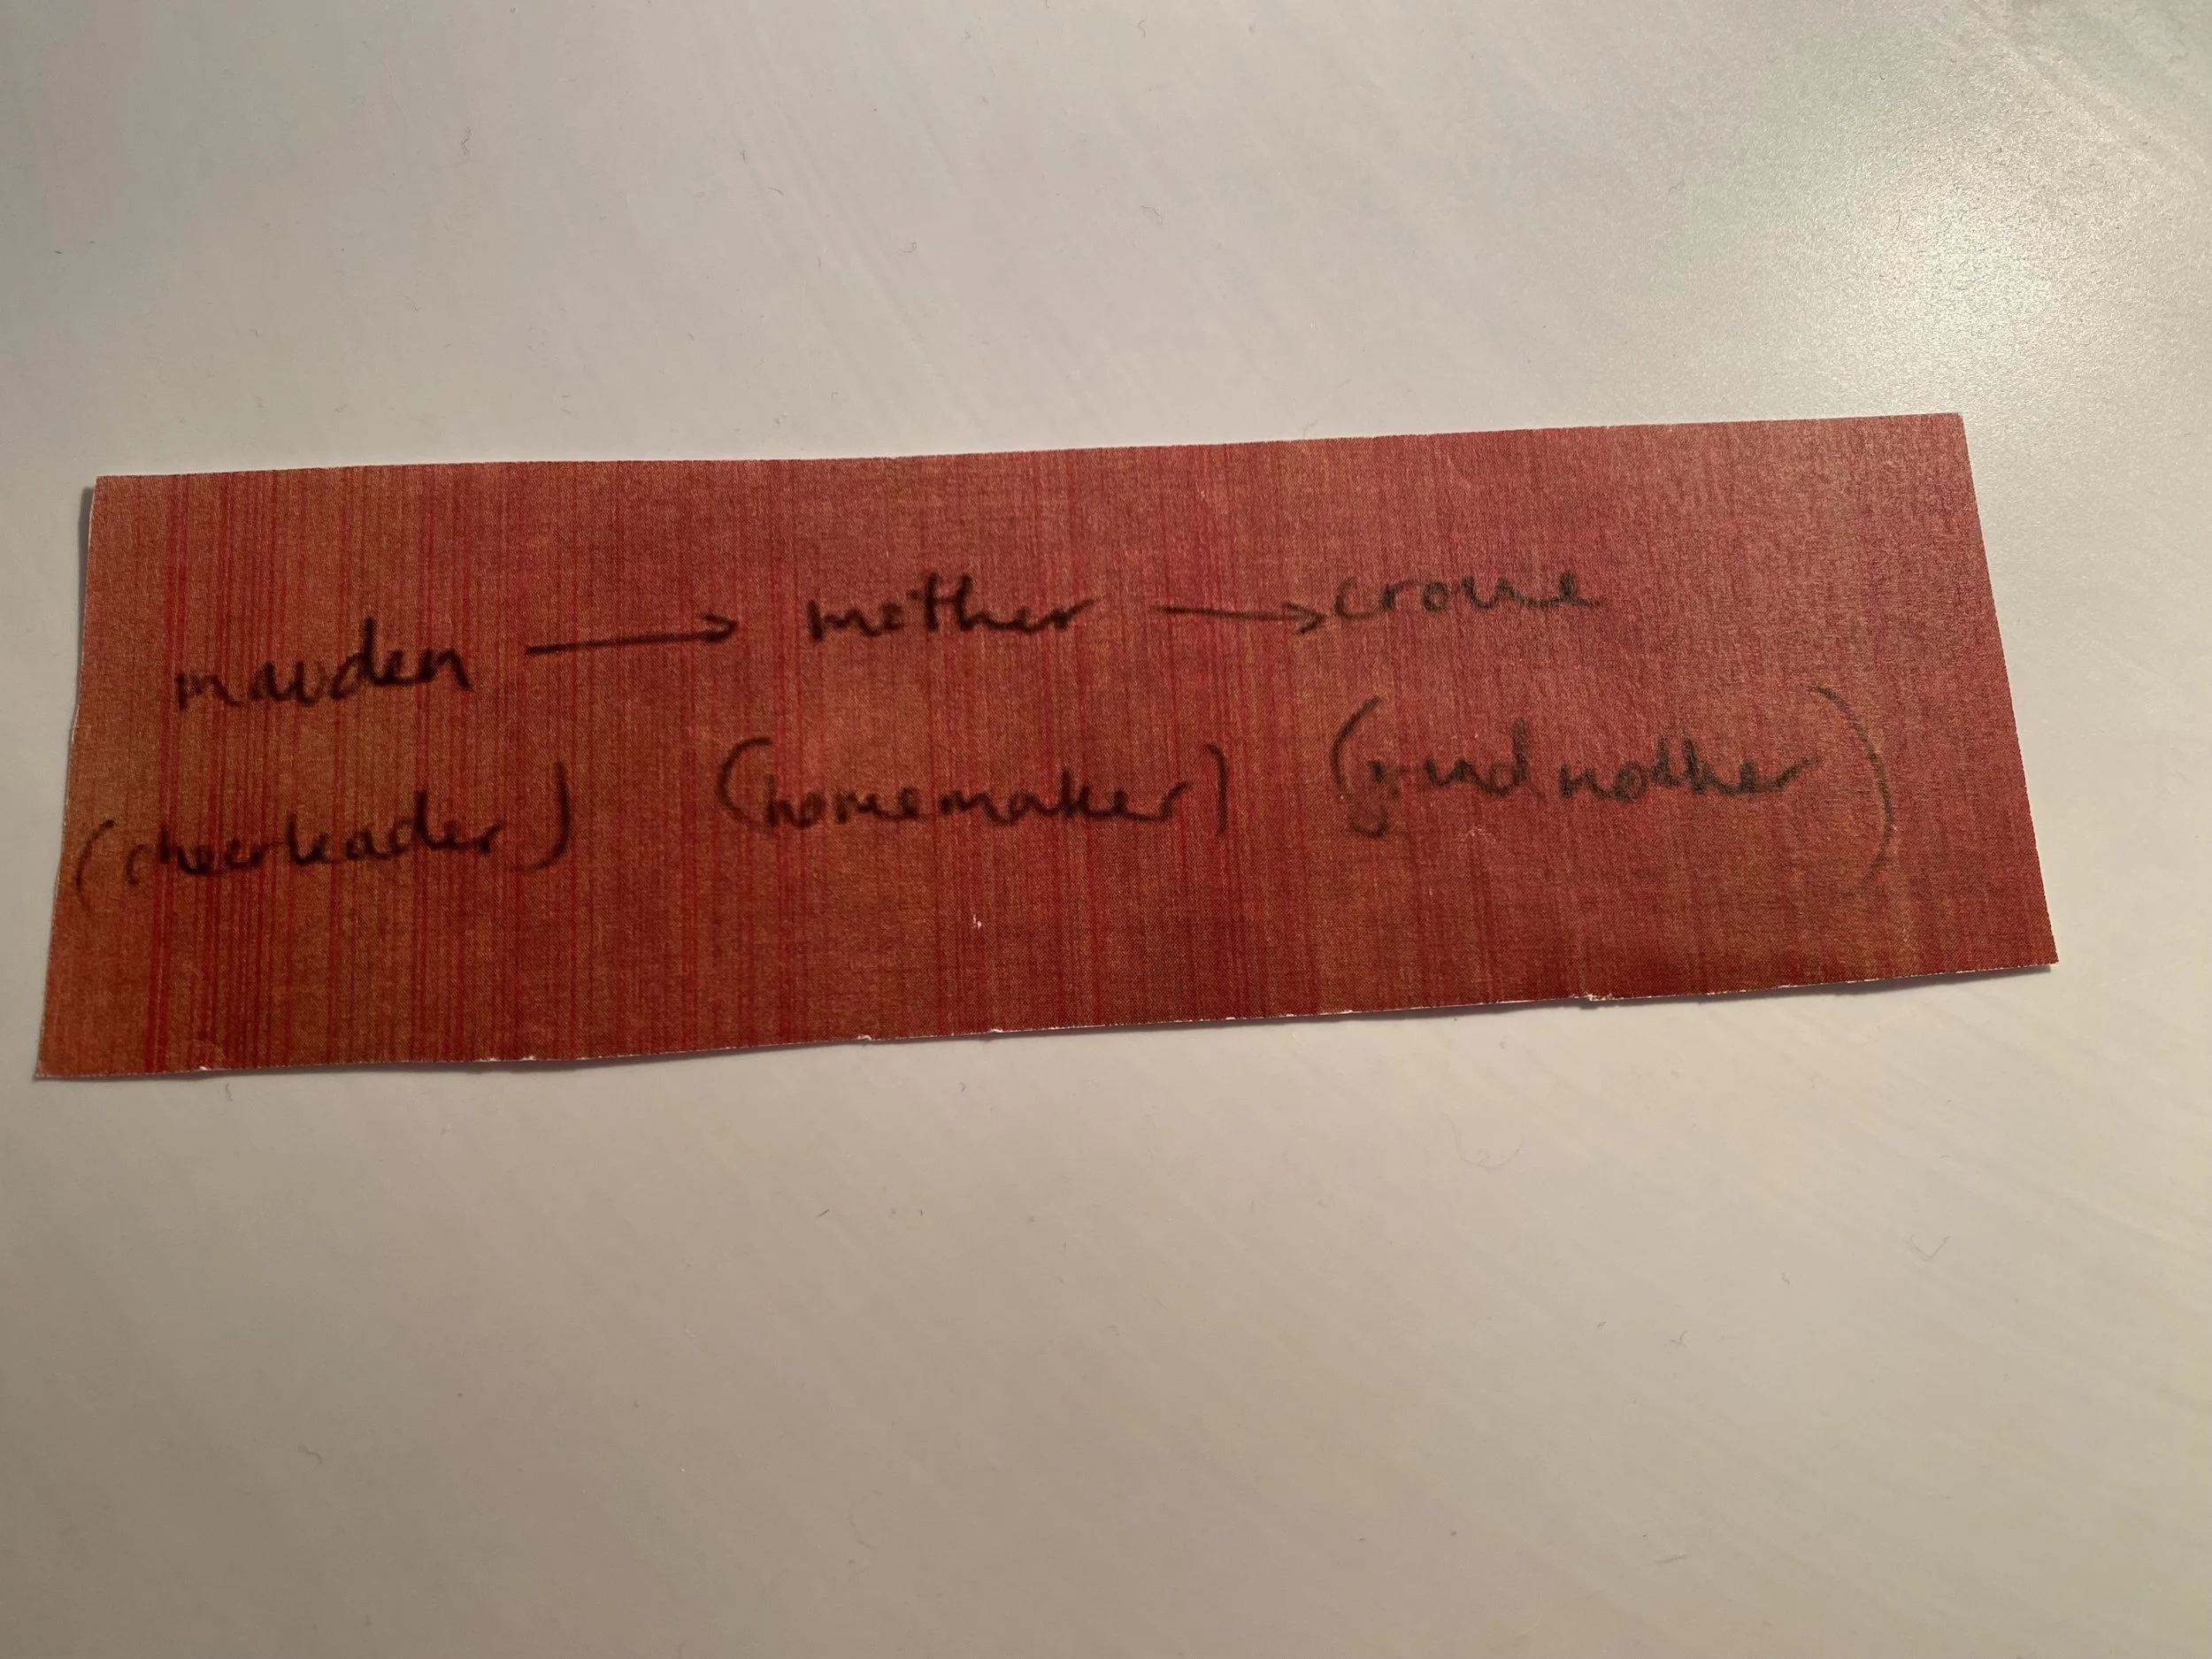 maiden → mother → crone
(cheerleader) (homemaker) (grandmother)